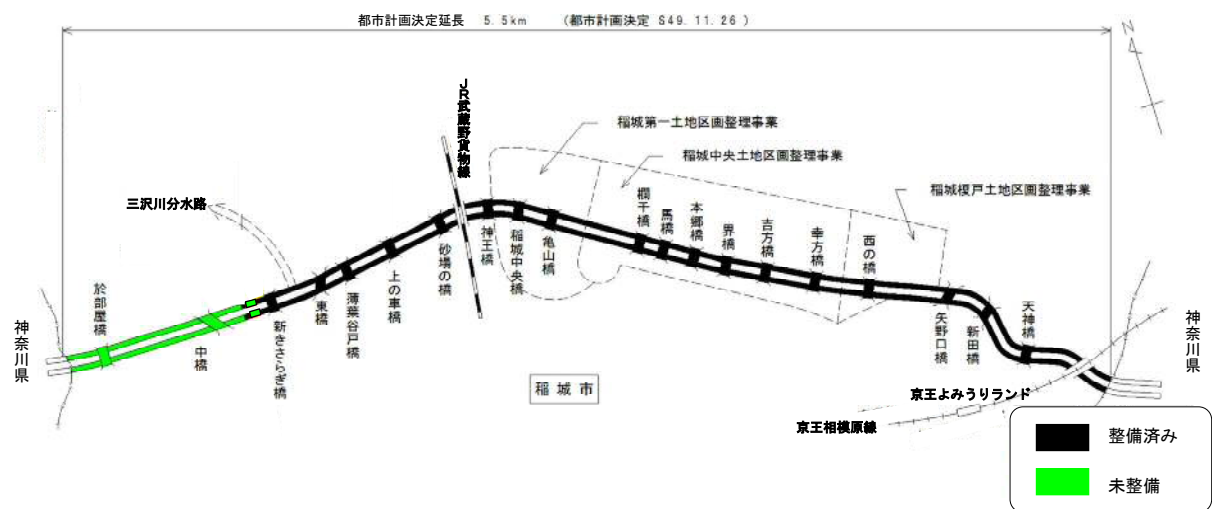 都市計画決定延長 5.5km (都市計画決定 S49.11.26 )
N
JR武蔵野貨物線
稲城第一土地区画整理事業
稲城中央土地区画整理事業
稲城榎戸土地区画整理事業
三沢川分水路
神奈川県
於部屋橋
中橋
新きさらぎ橋
東橋
薄葉谷戸橋
上の車橋
砂場の橋
神王橋
稲城中央橋
亀山橋
欄干橋
馬橋
本郷橋
界橋
吉方橋
幸方橋
西の橋
矢野口橋
新田橋
天神橋
神奈川県
稲城市
京王よみうりランド
京王相模原線
整備済み
未整備